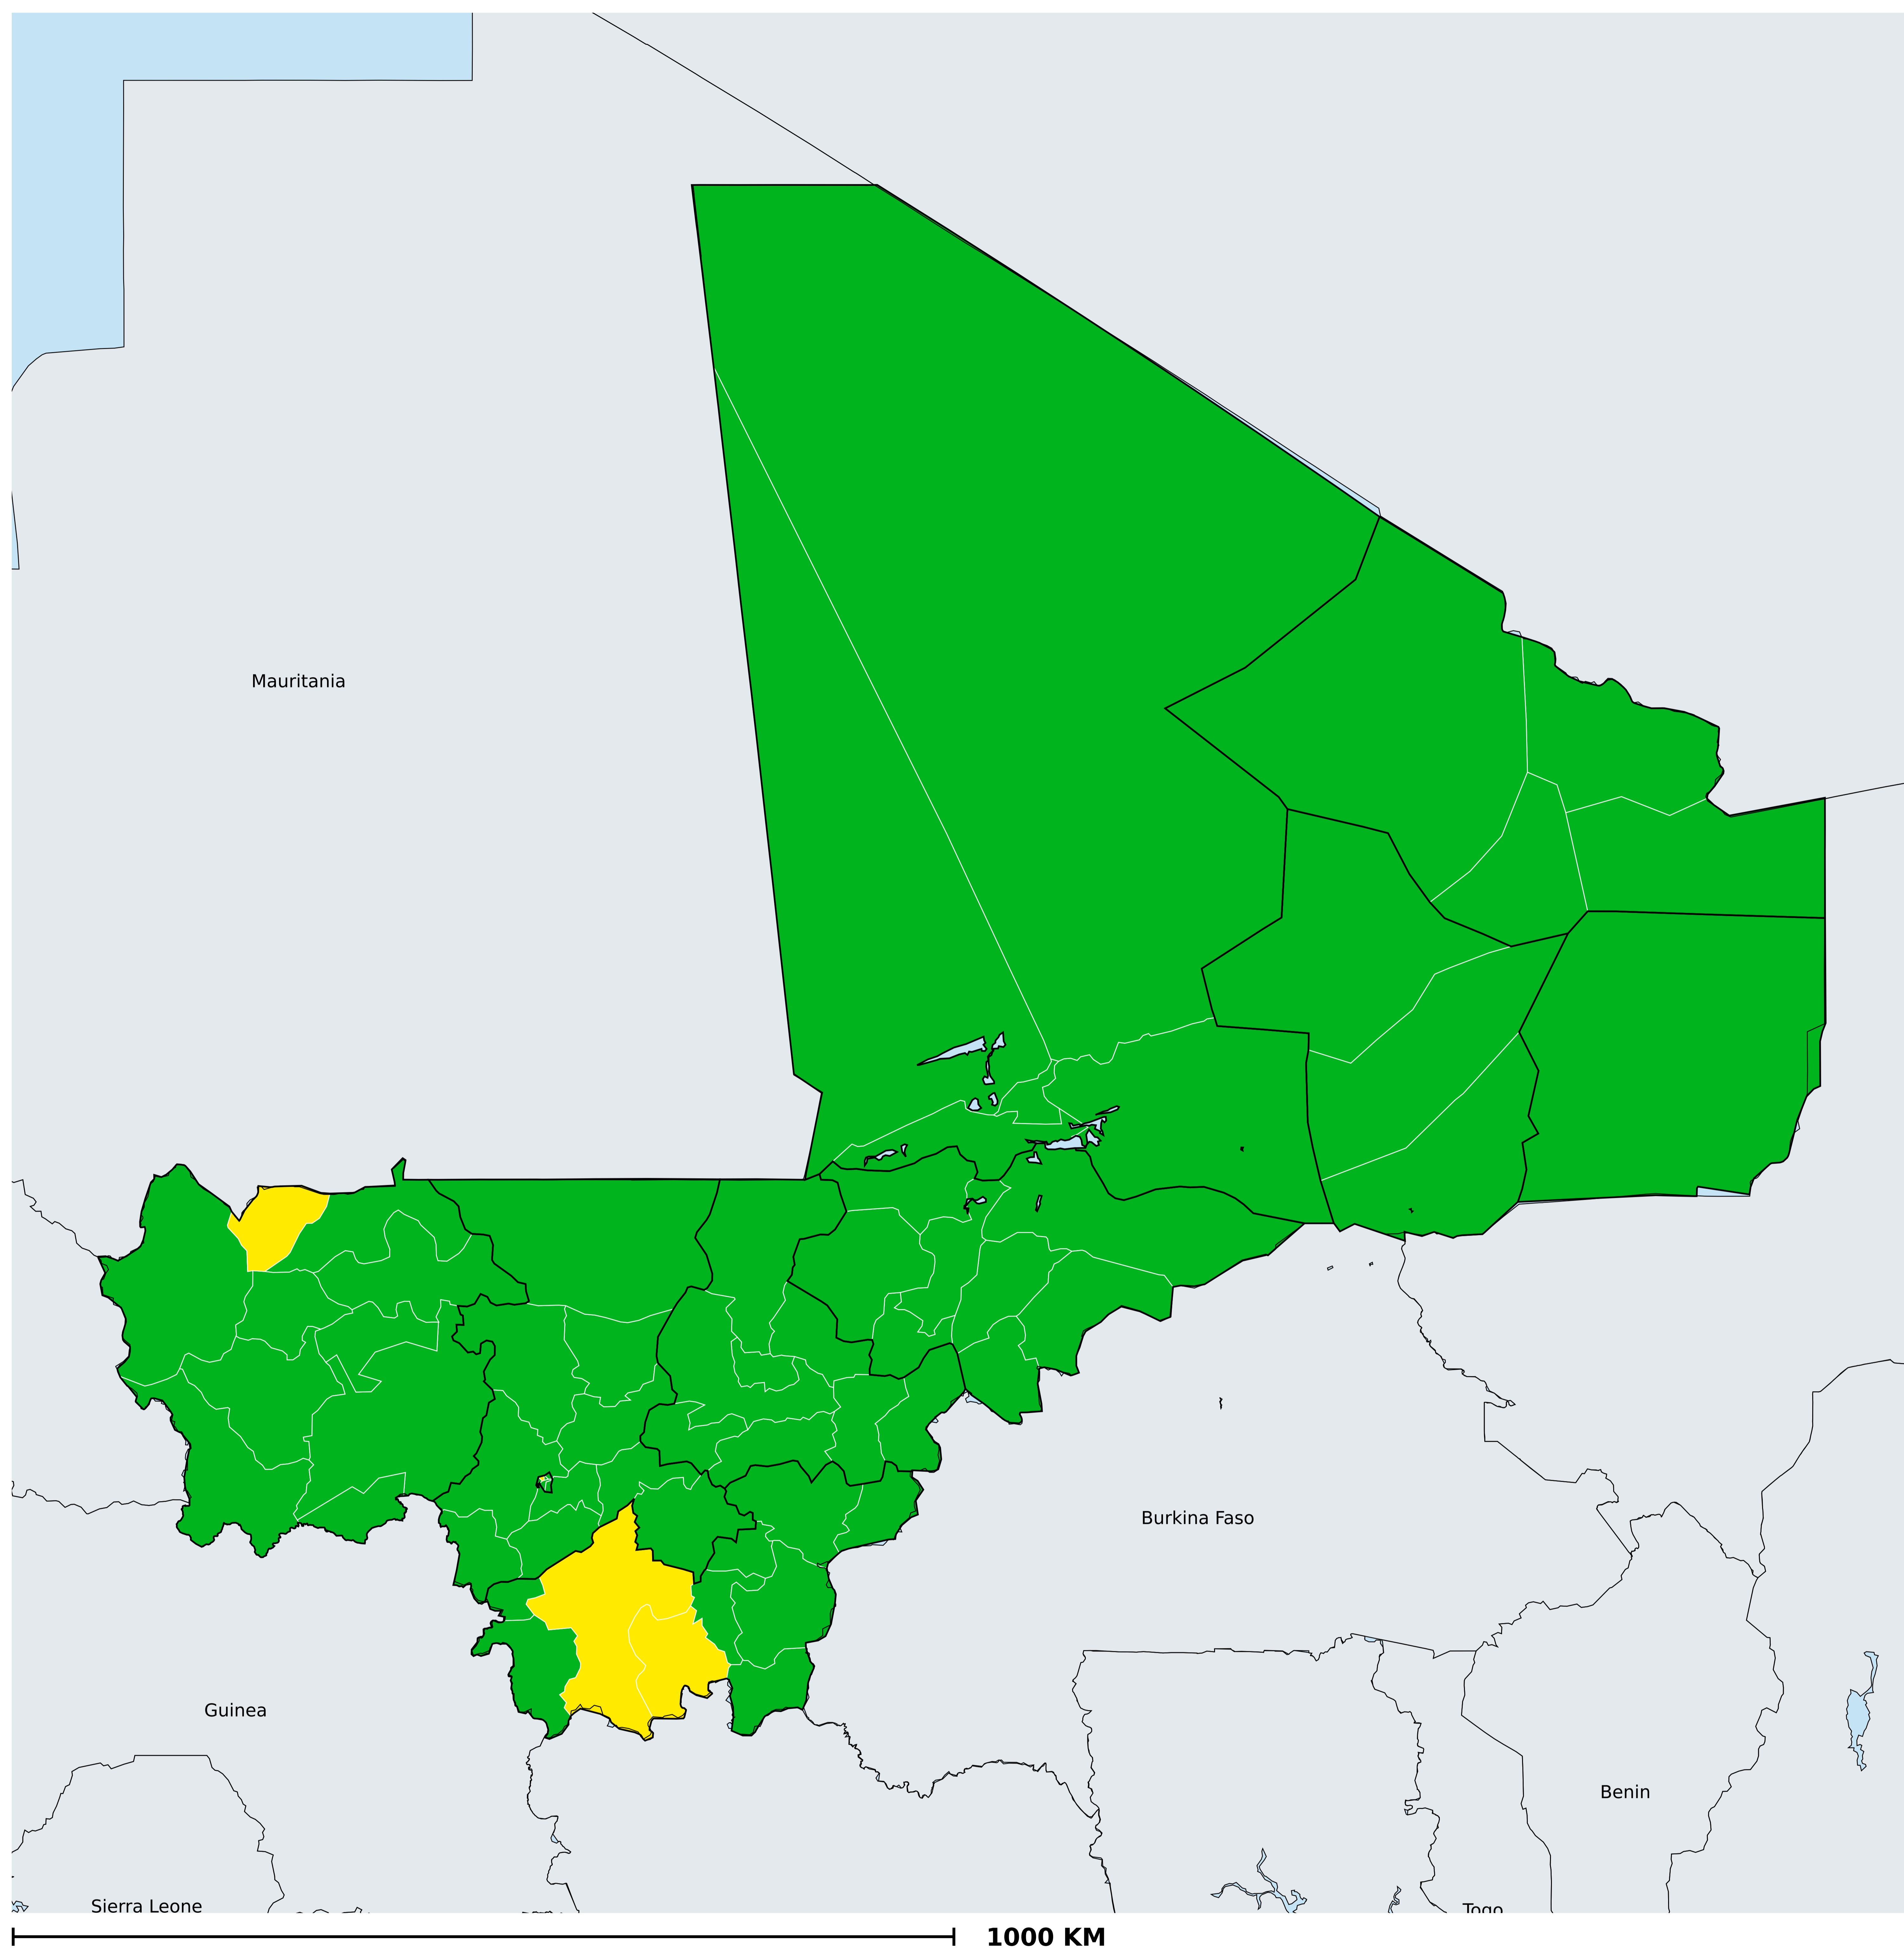 Mauritania
Burkina Faso
Guinea
Benin
Sierra Leone
Togo
1000 KM